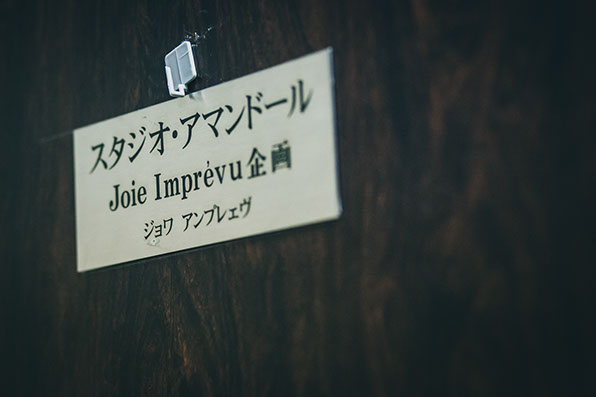 スタジオ・アマンドール
Joie Imprévu企画
ジョワ アンプレェヴ